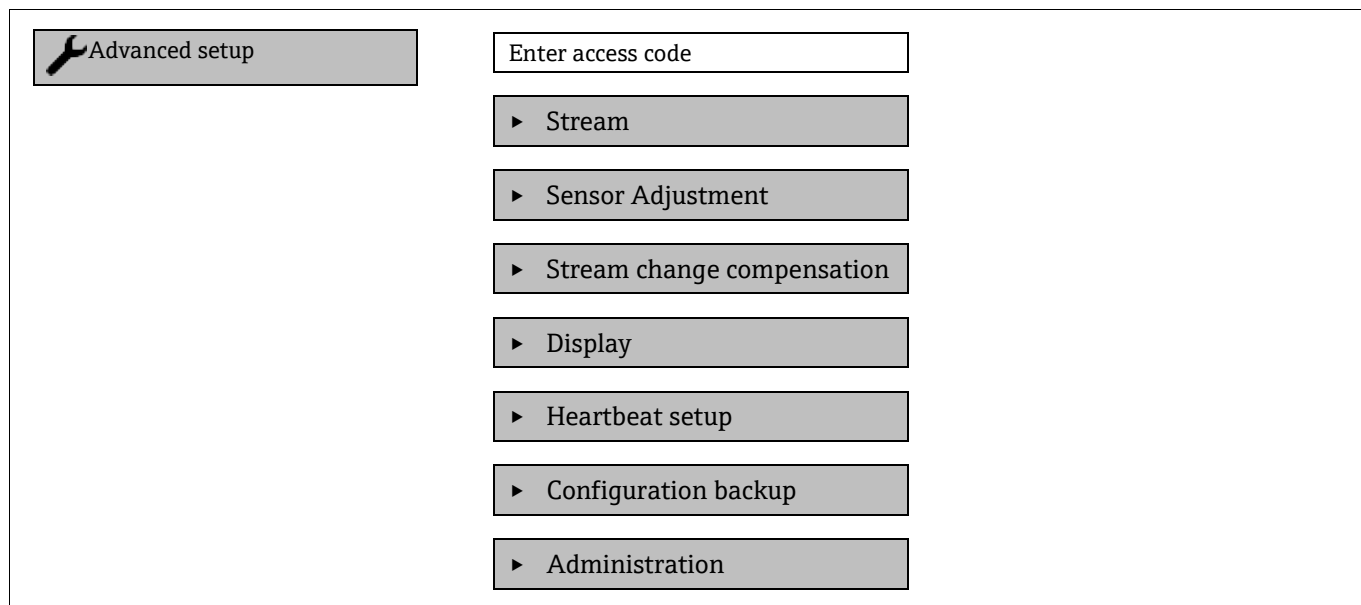 Advanced setup
Enter access code
▸ Stream
▸ Sensor Adjustment
▸ Stream change compensation
▸ Display
▸ Heartbeat setup
▸ Configuration backup
▸ Administration